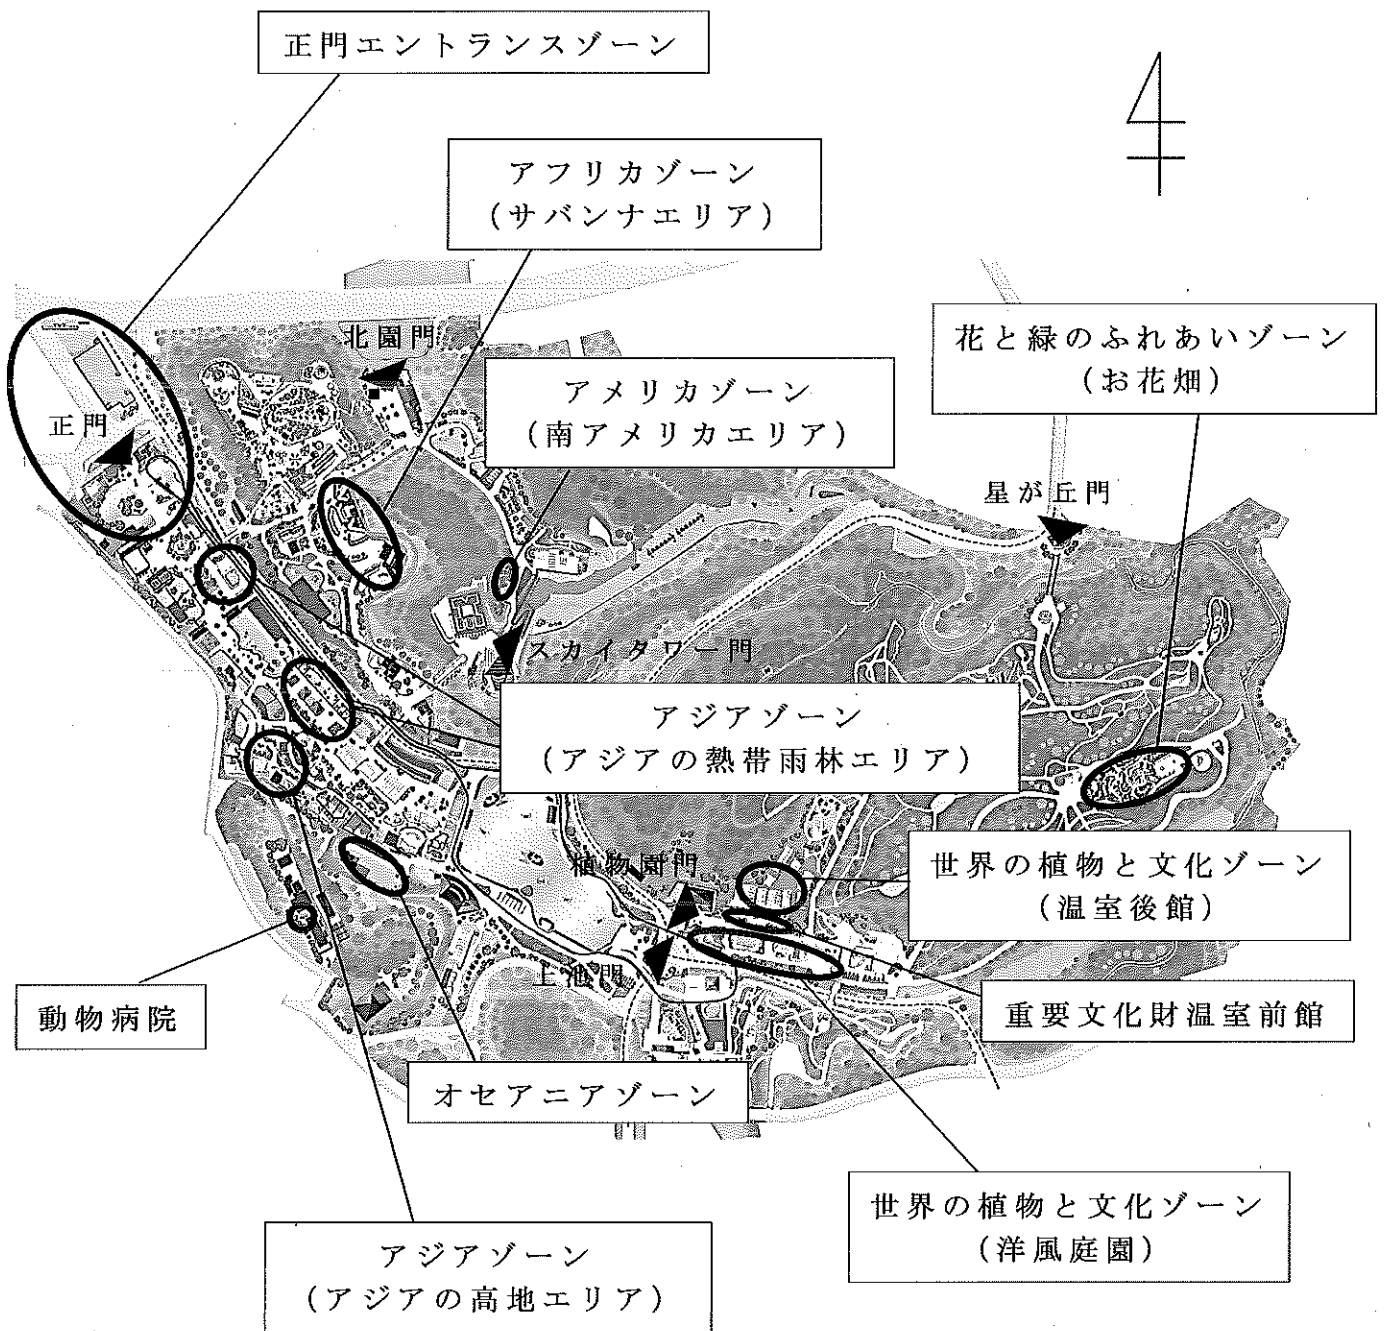 正門エントランスゾーン
アフリカゾーン
(サバンナエリア)
北園門
花と緑のふれあいゾーン
(お花畑)
アメリカゾーン
(南アメリカエリア)
正門
星が丘門
スカイタワー門
アジアゾーン
(アジアの熱帯雨林エリア)
植物園門
世界の植物と文化ゾーン
(温室後館)
上池門
動物病院
重要文化財温室前館
オセアニアゾーン
世界の植物と文化ゾーン
(洋風庭園)
アジアゾーン
(アジアの高地エリア)